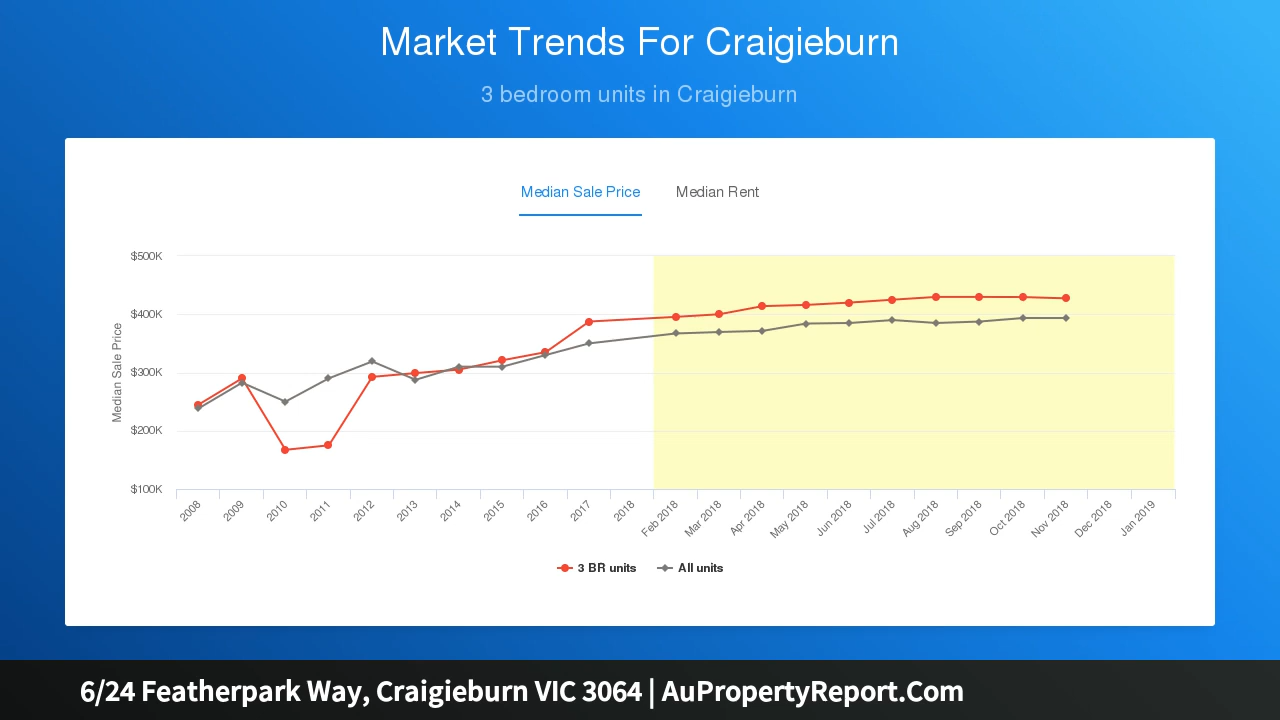 Market Trends For Craigieburn
3 bedroom units in Craigieburn
Median Sale Price Median Rent
$500K
$400K
$300K
$200K
$100K
Median Sale Price
2008 2009 2010 2011 2012 2013 2014 2015 2016 2017 2018 Feb 2018 Mar 2018 Apr 2018 May 2018 Jun 2018 Jul 2018 Aug 2018 Sep 2018 Oct 2018 Nov 2018 Dec 2018 Jan 2019
3 BR units All units
6/24 Featherpark Way, Craigieburn VIC 3064 | AuPropertyReport.Com